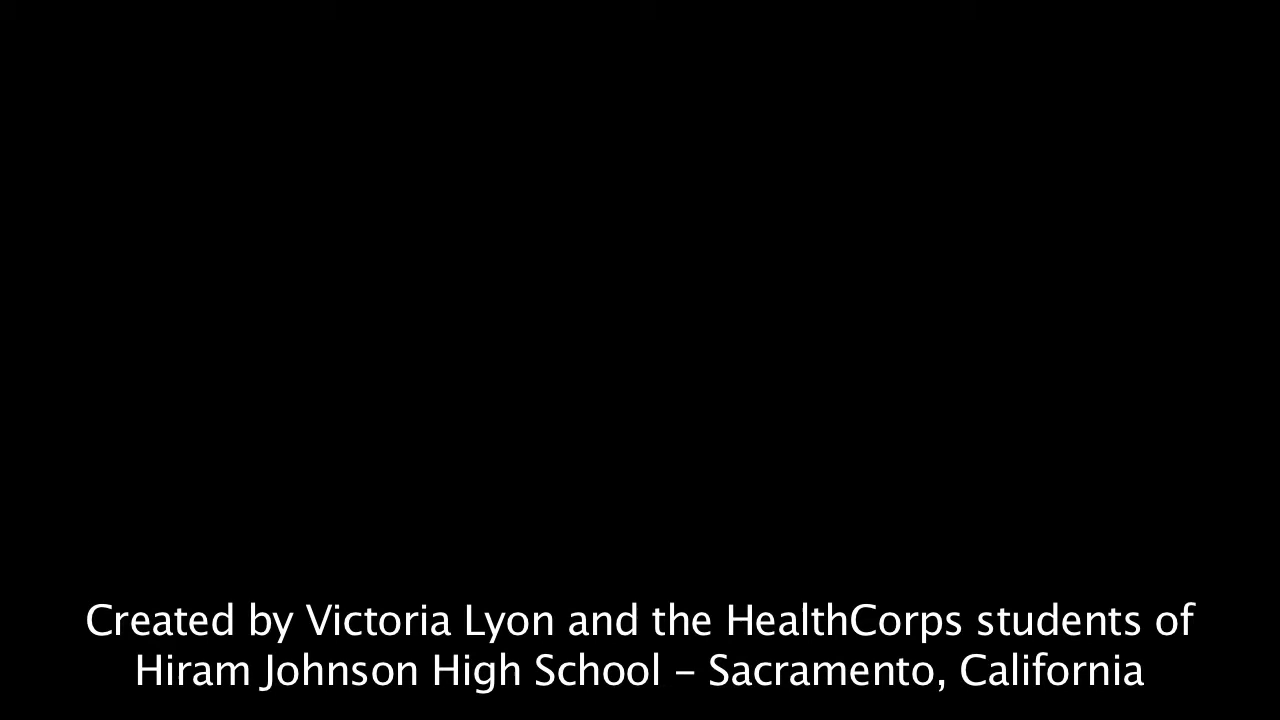 Created by Victoria Lyon and the HealthCorps students of
Hiram Johnson High School – Sacramento, California